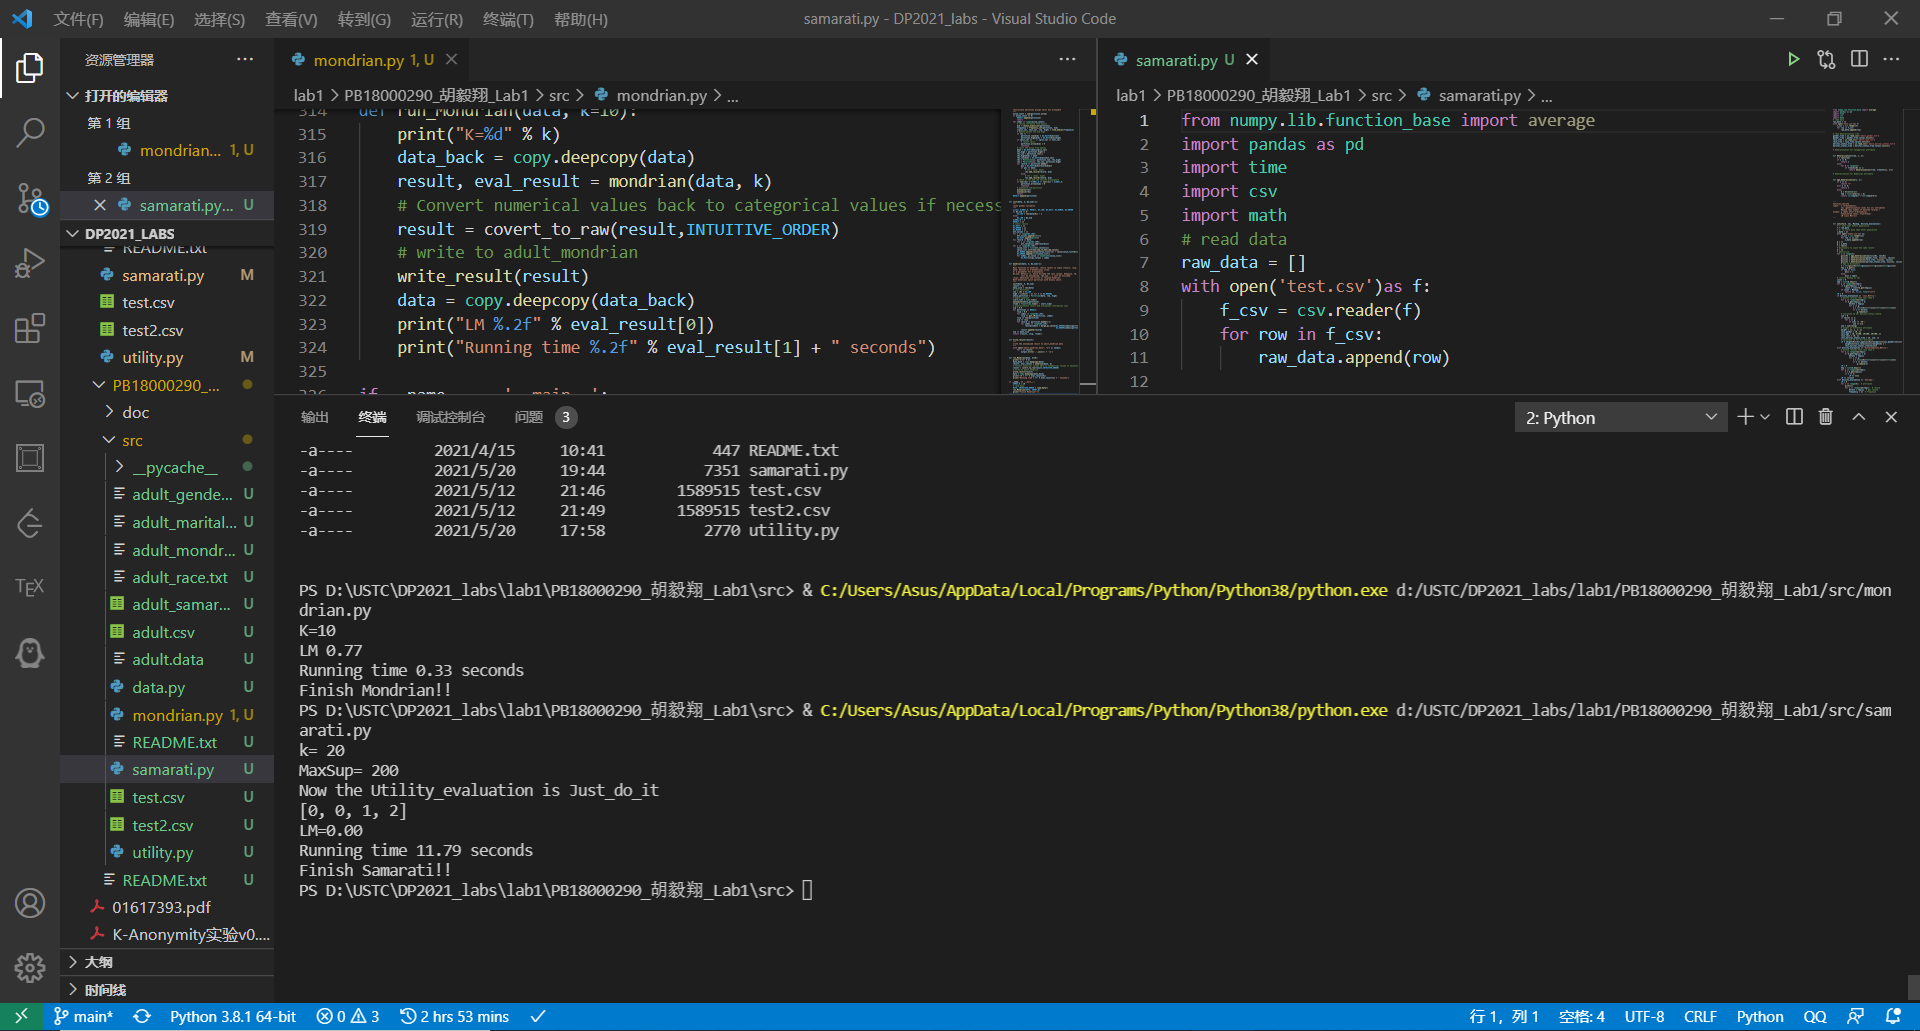 文件(F) 编辑(E) 选择(S) 查看(V) 转到(G) 运行(R) 终端(T) 帮助(H)
samarati.py - DP2021_labs - Visual Studio Code
资源管理器
打开的编辑器
第 1 组
mondrian... 1, U
第 2 组
samarati.py... U
DP2021_LABS
README.txt
samarati.py M
test.csv
test2.csv
utility.py M
PB18000290_...
doc
src
__pycache__
adult_gende... U
adult_marital... U
adult_mondr... U
adult_race.txt U
adult_samar... U
adult.csv U
adult.data U
data.py U
mondrian.py 1, U
README.txt U
samarati.py U
test.csv U
test2.csv U
utility.py U
README.txt U
01617393.pdf
K-Anonymity实验v0....
大纲
时间线
TEX
mondrian.py 1, U
lab1 > PB18000290_胡毅翔_Lab1 > src > mondrian.py > ...
314 def run_Mondrian(data, k=10):
315 print("K=%d" % k)
316 data_back = copy.deepcopy(data)
317 result, eval_result = mondrian(data, k)
318 # Convert numerical values back to categorical values if necess
319 result = covert_to_raw(result,INTUITIVE_ORDER)
320 # write to adult_mondrian
321 write_result(result)
322 data = copy.deepcopy(data_back)
323 print("LM %.2f" % eval_result[0])
324 print("Running time %.2f" % eval_result[1] + " seconds")
325
samarati.py U
lab1 > PB18000290_胡毅翔_Lab1 > src > samarati.py > ...
1 from numpy.lib.function_base import average
2 import pandas as pd
3 import time
4 import csv
5 import math
6 # read data
7 raw_data = []
8 with open('test.csv')as f:
9 f_csv = csv.reader(f)
10 for row in f_csv:
11 raw_data.append(row)
12
输出 终端 调试控制台 问题 3
2: Python
-a---- 2021/4/15 10:41 447 README.txt
-a---- 2021/5/20 19:44 7351 samarati.py
-a---- 2021/5/12 21:46 1589515 test.csv
-a---- 2021/5/12 21:49 1589515 test2.csv
-a---- 2021/5/20 17:58 2770 utility.py
PS D:\USTC\DP2021_labs\lab1\PB18000290_胡毅翔_Lab1\src> & C:/Users/Asus/AppData/Local/Programs/Python/Python38/python.exe d:/USTC/DP2021_labs/lab1/PB18000290_胡毅翔_Lab1/src/mon
drian.py
K=10
LM 0.77
Running time 0.33 seconds
Finish Mondrian!!
PS D:\USTC\DP2021_labs\lab1\PB18000290_胡毅翔_Lab1\src> & C:/Users/Asus/AppData/Local/Programs/Python/Python38/python.exe d:/USTC/DP2021_labs/lab1/PB18000290_胡毅翔_Lab1/src/sam
arati.py
k= 20
MaxSup= 200
Now the Utility_evaluation is Just_do_it
[0, 0, 1, 2]
LM=0.00
Running time 11.79 seconds
Finish Samarati!!
PS D:\USTC\DP2021_labs\lab1\PB18000290_胡毅翔_Lab1\src>
main* Python 3.8.1 64-bit 0 3 2 hrs 53 mins
行 1，列 1 空格: 4 UTF-8 CRLF Python QQ